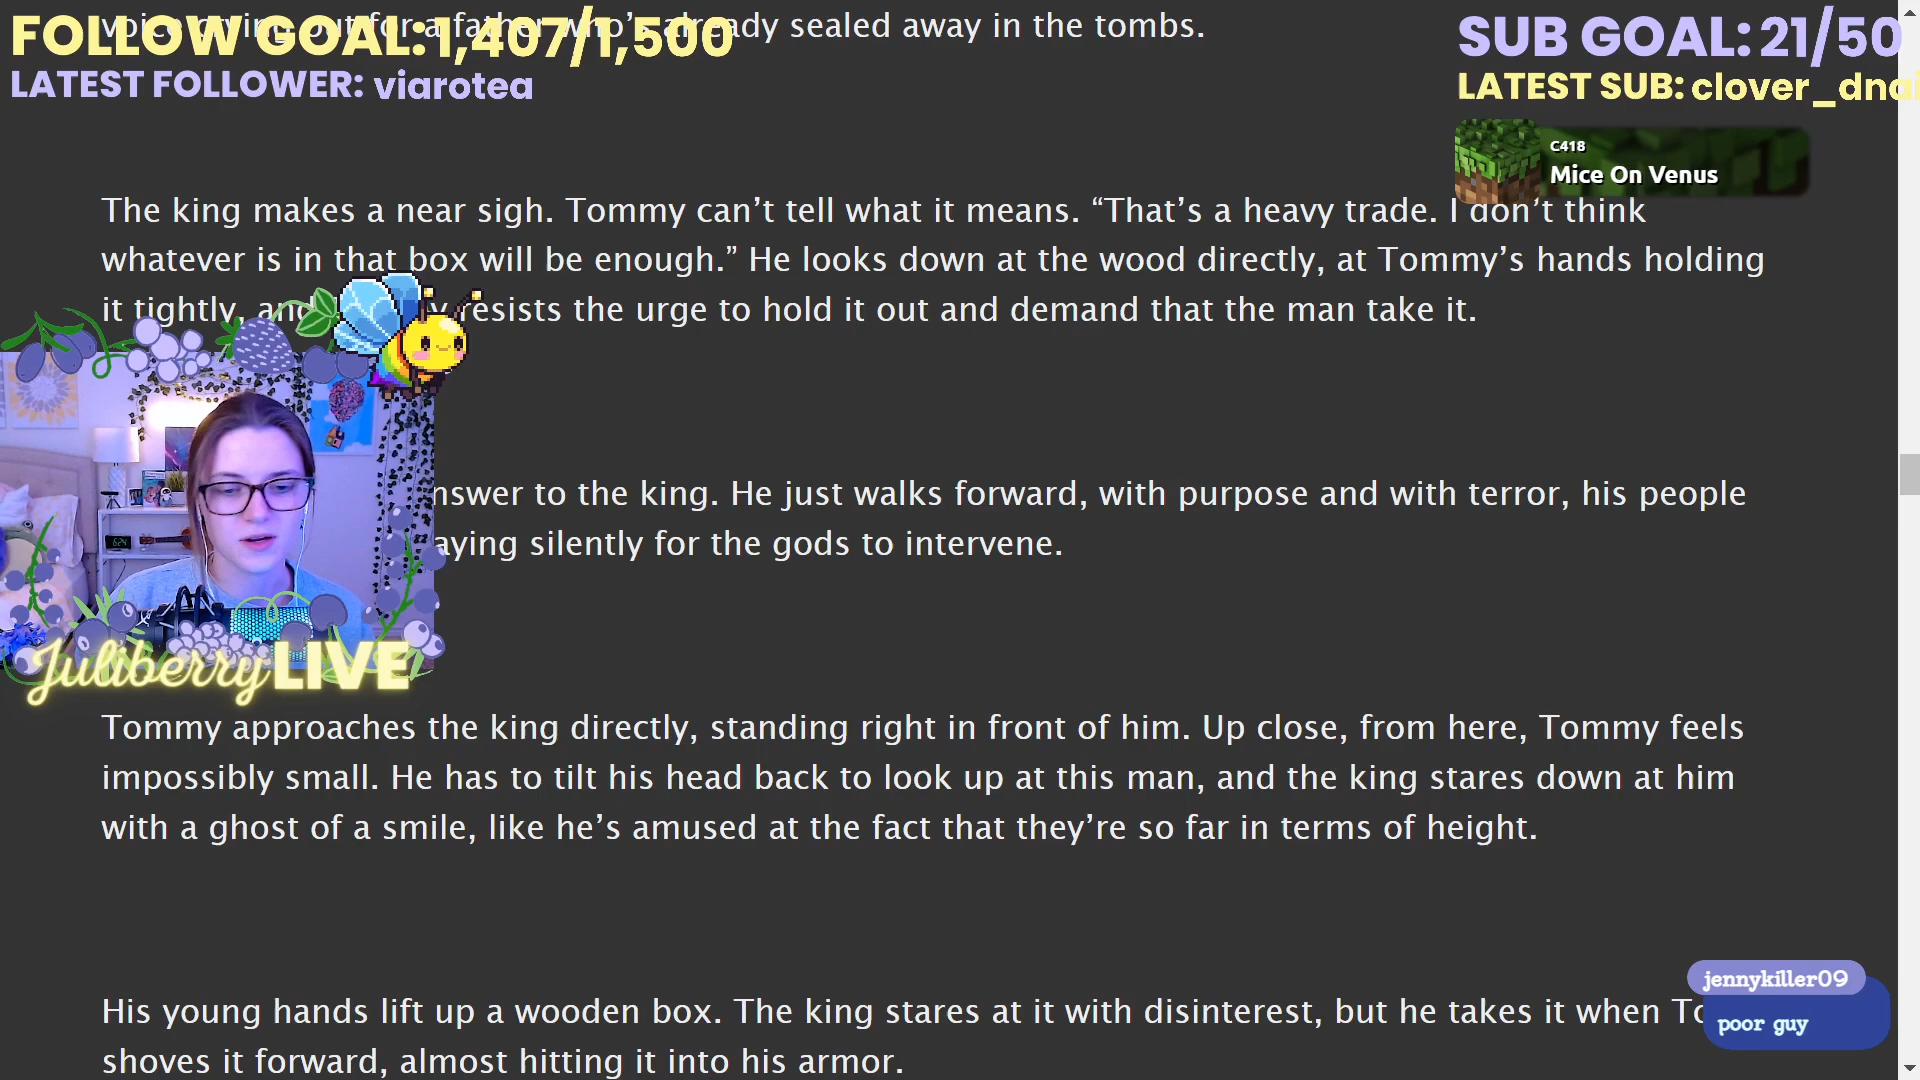 for a father who's already sealed away in the tombs.
FOLLOW GOAL: 1,407/1,500
LATEST FOLLOWER: viarotea
SUB GOAL: 21/50
LATEST SUB: clover_dnai
C418
Mice On Venus
The king makes a near sigh. Tommy can’t tell what it means. “That’s a heavy trade. I don’t think
whatever is in that box will be enough.” He looks down at the wood directly, at Tommy’s hands holding
it tightly, and y resists the urge to hold it out and demand that the man take it.
nswer to the king. He just walks forward, with purpose and with terror, his people
aying silently for the gods to intervene.
Juliberry LIVE
Tommy approaches the king directly, standing right in front of him. Up close, from here, Tommy feels
impossibly small. He has to tilt his head back to look up at this man, and the king stares down at him
with a ghost of a smile, like he’s amused at the fact that they’re so far in terms of height.
His young hands lift up a wooden box. The king stares at it with disinterest, but he takes it when To
shoves it forward, almost hitting it into his armor.
jennykiller09
poor guy